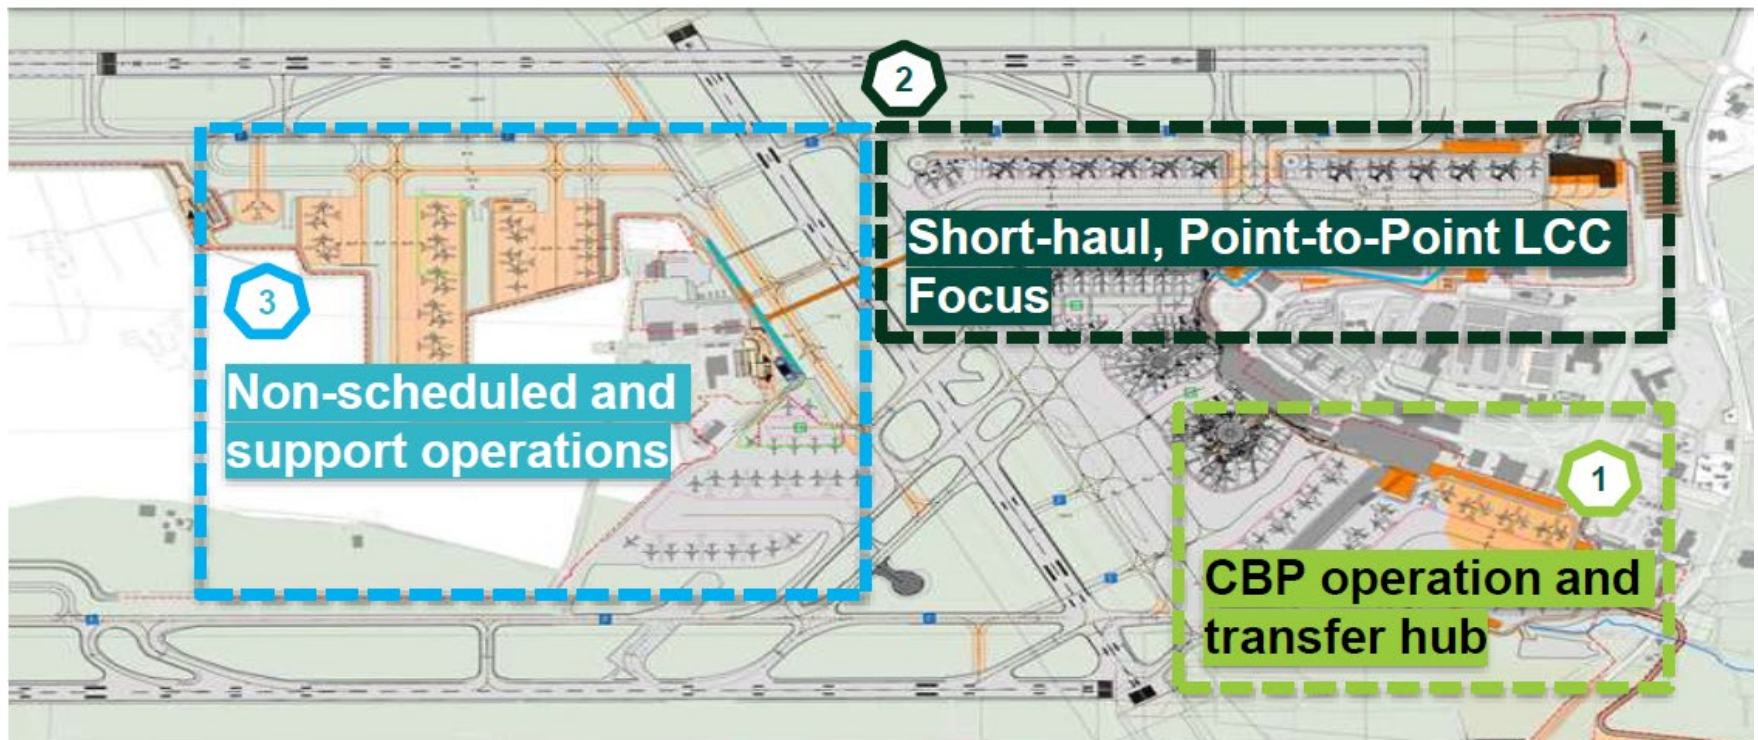 2
Short-haul, Point-to-Point LCC
Focus
3
Non-scheduled and
support operations
1
CBP operation and
transfer hub